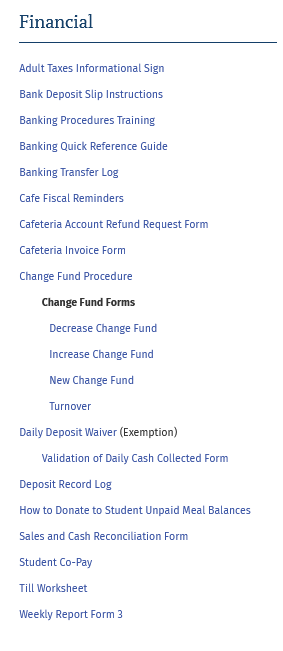 Financial
Adult Taxes Informational Sign
Bank Deposit Slip Instructions
Banking Procedures Training
Banking Quick Reference Guide
Banking Transfer Log
Cafe Fiscal Reminders
Cafeteria Account Refund Request Form
Cafeteria Invoice Form
Change Fund Procedure
Change Fund Forms
Decrease Change Fund
Increase Change Fund
New Change Fund
Turnover
Daily Deposit Waiver (Exemption)
Validation of Daily Cash Collected Form
Deposit Record Log
How to Donate to Student Unpaid Meal Balances
Sales and Cash Reconciliation Form
Student Co-Pay
Till Worksheet
Weekly Report Form 3